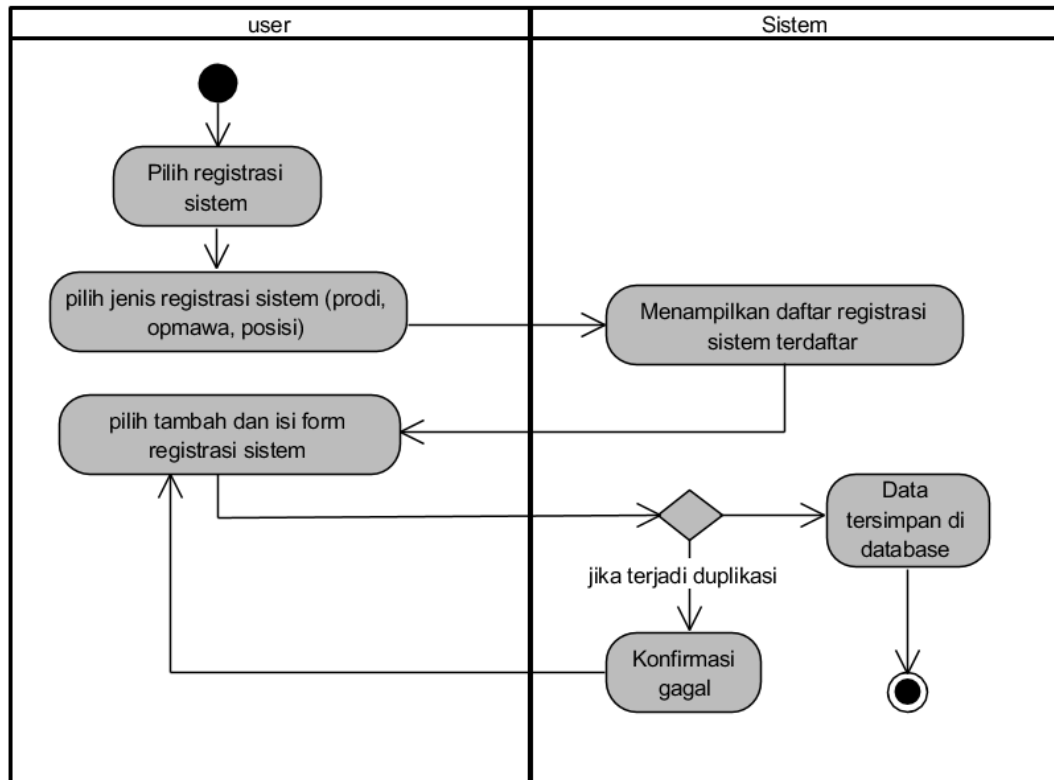 user
Sistem
Pilih registrasi
sistem
pilih jenis registrasi sistem (prodi,
opmawa, posisi)
Menampilkan daftar registrasi
sistem terdaftar
pilih tambah dan isi form
registrasi sistem
Data
tersimpan di
database
jika terjadi duplikasi
Konfirmasi
gagal